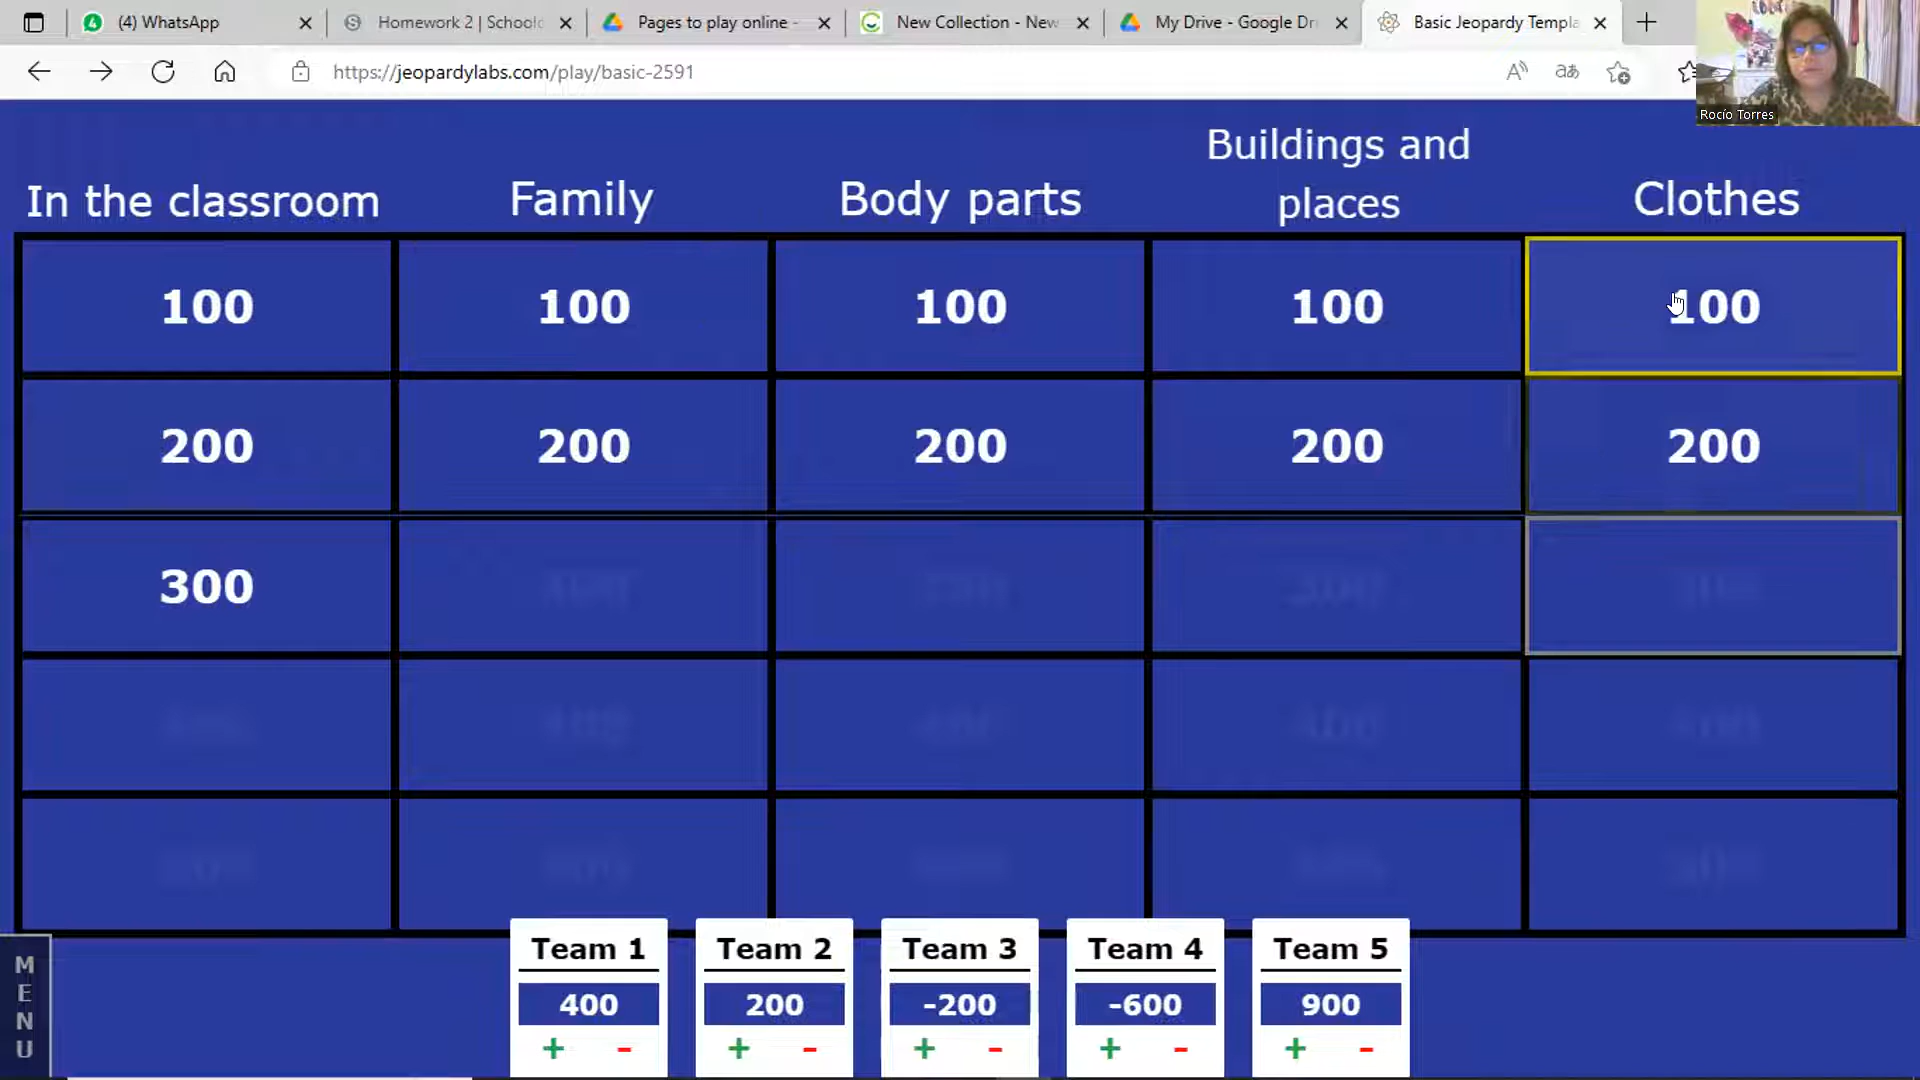 (4) WhatsApp
Homework 2 | Schoolo
Pages to play online -
New Collection - New
My Drive - Google Dr
Basic Jeopardy Templa
https://jeopardylabs.com/play/basic-2591
Rocío Torres
In the classroom
Family
Body parts
Buildings and
places
Clothes
100 100 100 100 100
200 200 200 200 200
300
MENU
Team 1 Team 2 Team 3 Team 4 Team 5
400 200 -200 -600 900
+ - + - + - + - + -